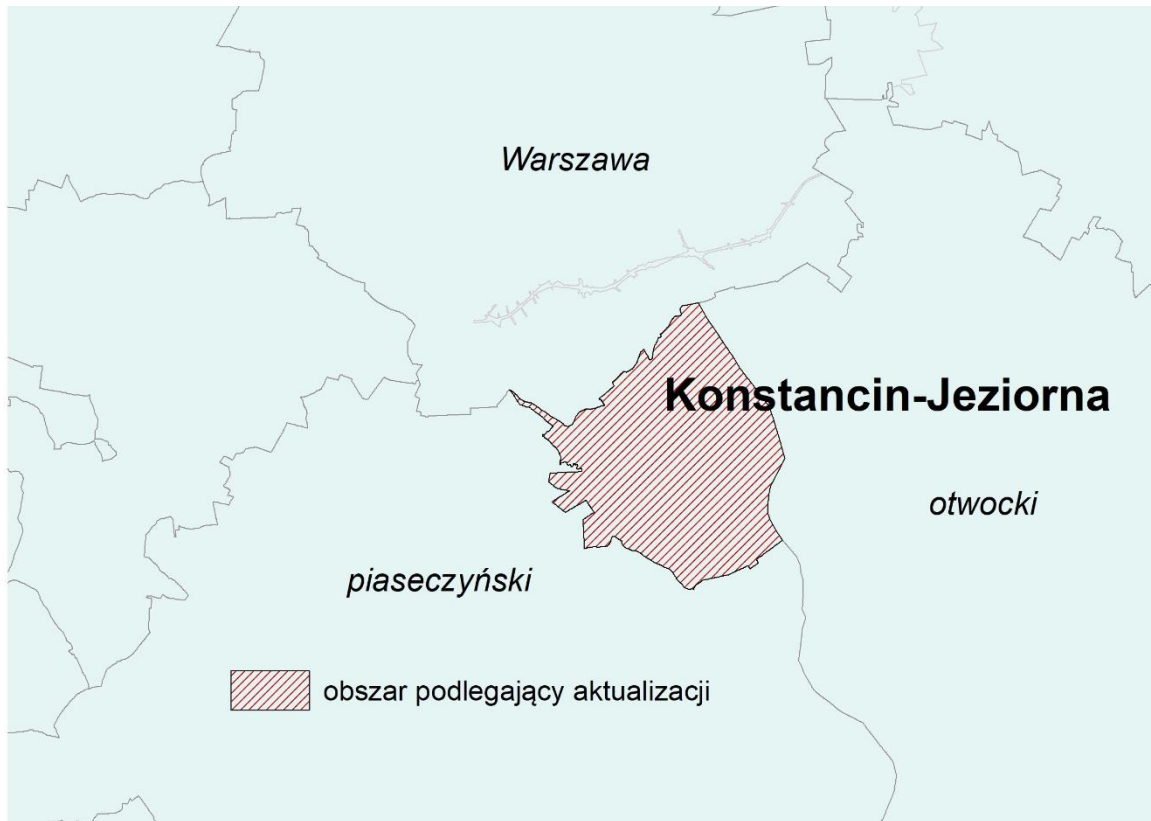 Warszawa
Konstancin-Jeziorna
otwocki
piaseczyński
obszar podlegający aktualizacji